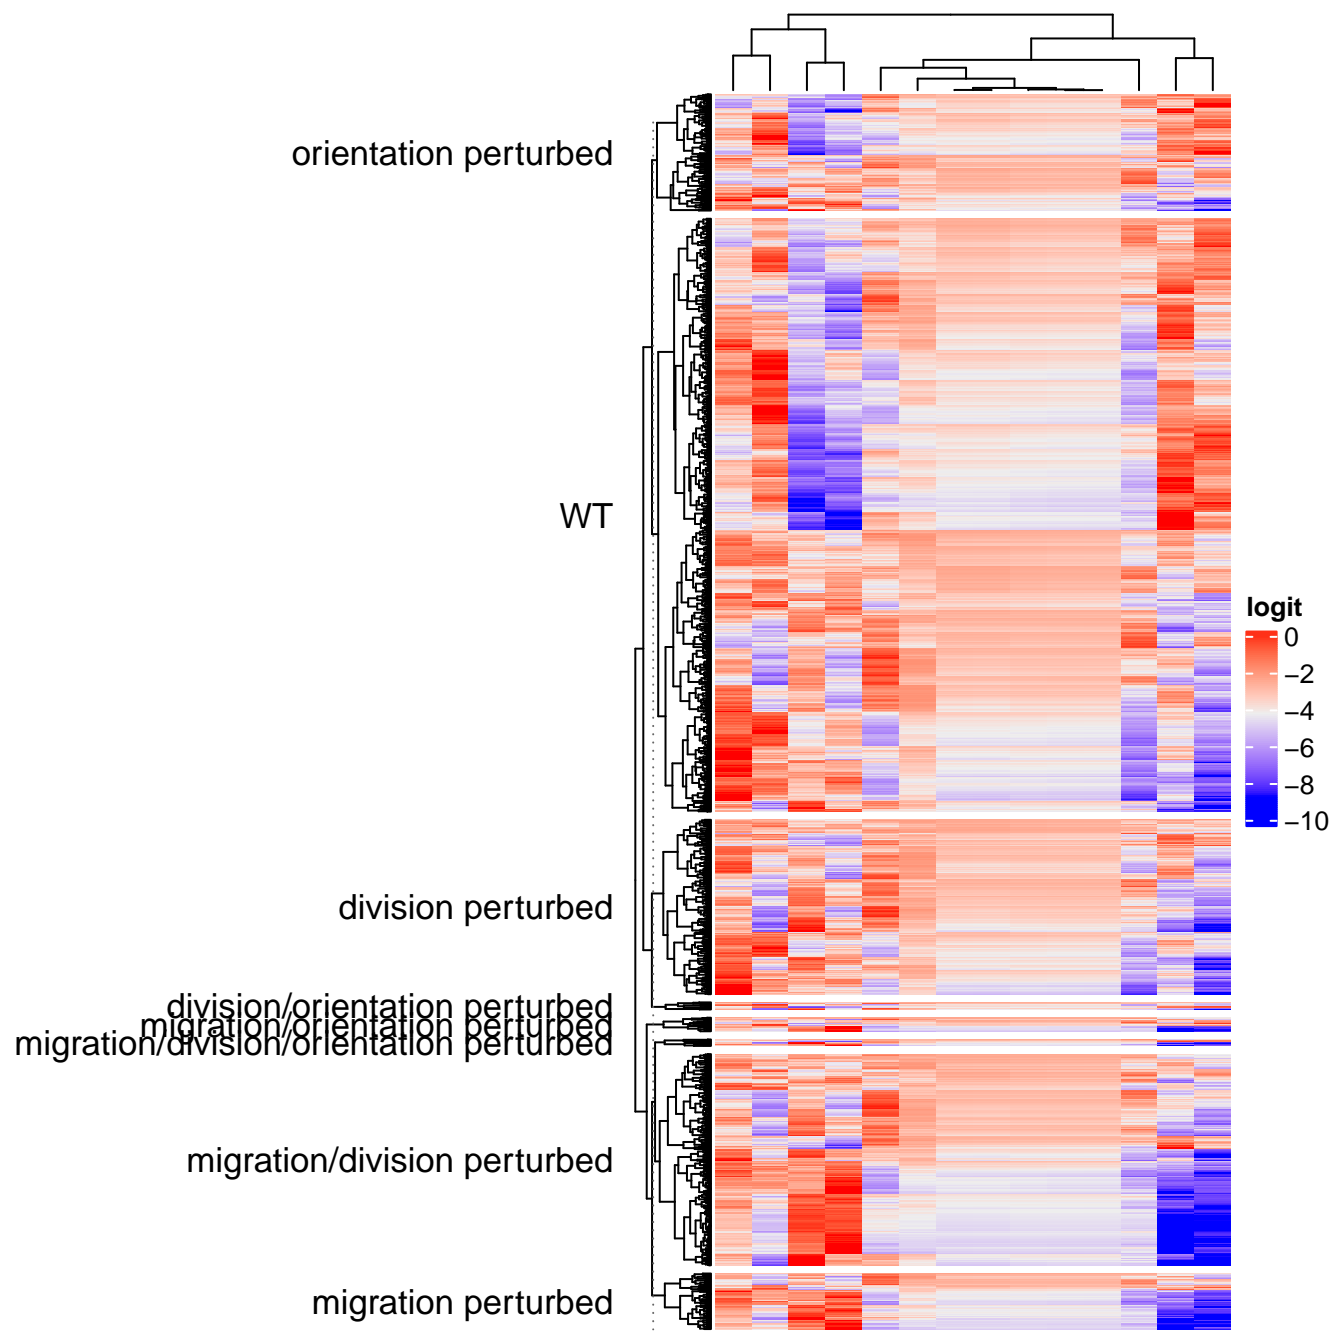 orientation perturbed
WT
logit
0
−2
−4
−6
−8
−10
division perturbed
division/orientation perturbed
migration/orientation perturbed
migration/division/orientation perturbed
migration/division perturbed
migration perturbed